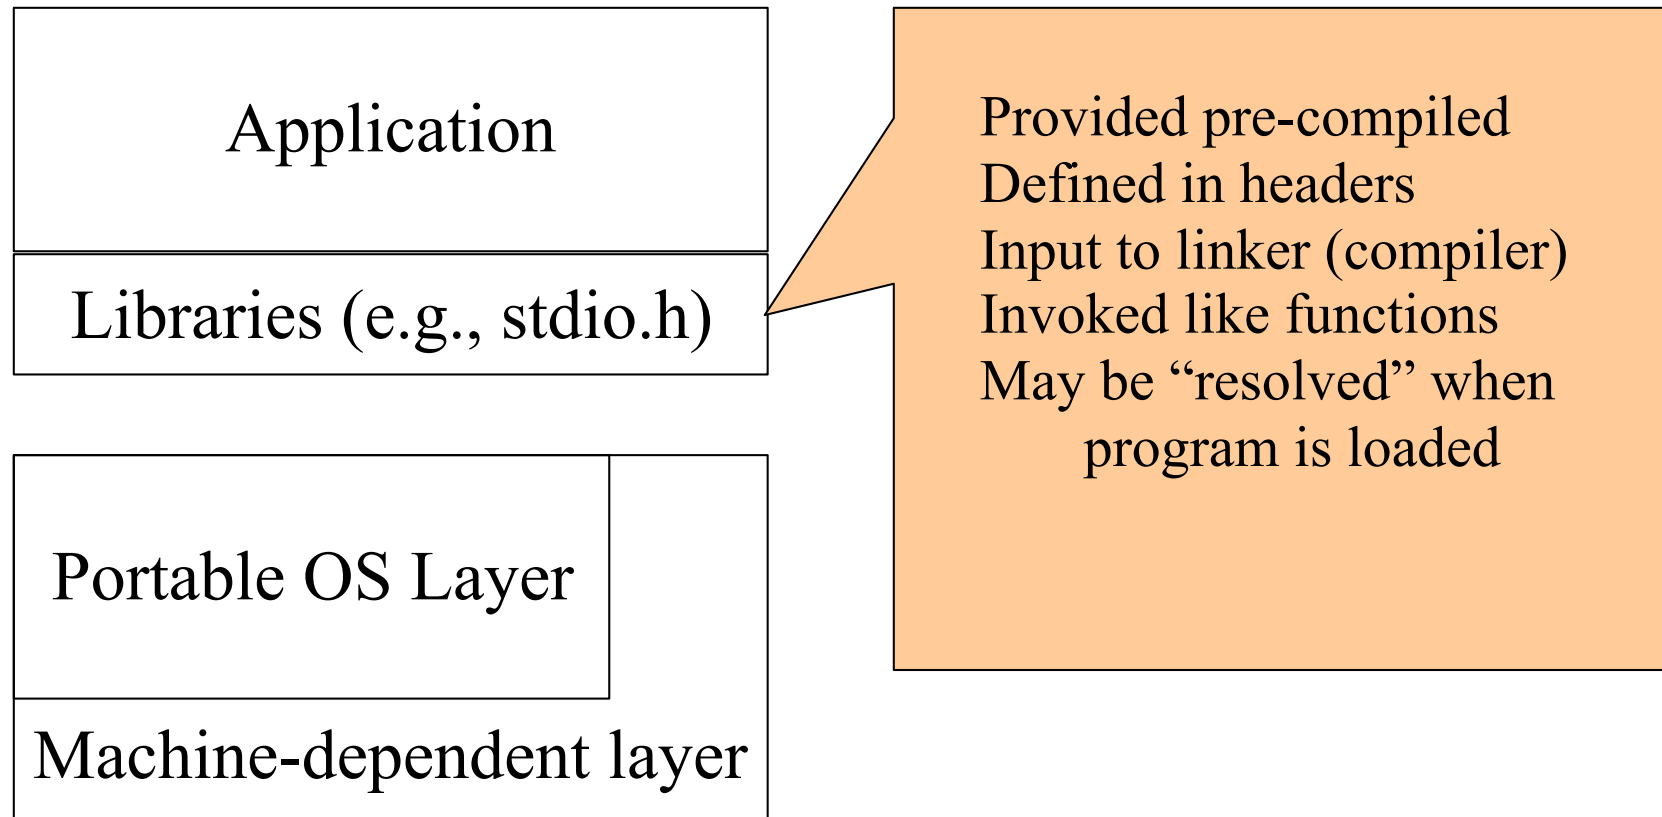 Application
Libraries (e.g., stdio.h)
Portable OS Layer
Machine-dependent layer
Provided pre-compiled
Defined in headers
Input to linker (compiler)
Invoked like functions
May be “resolved” when
program is loaded